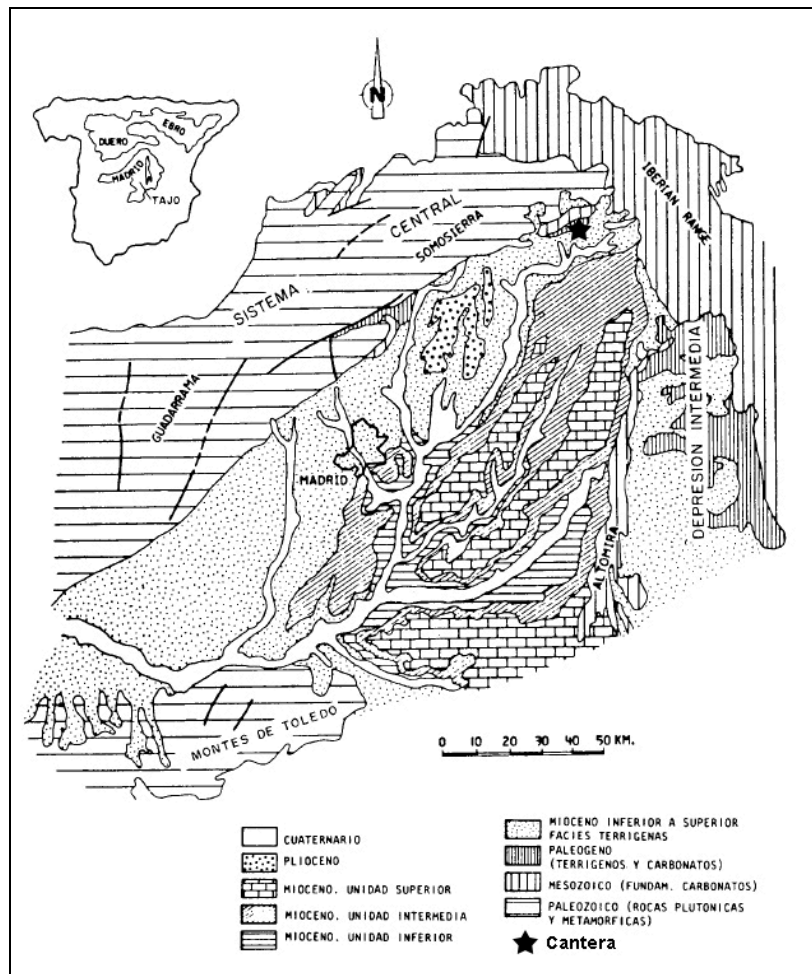 N
DUERO
EBRO
MADRID
TAJO
SISTEMA
CENTRAL
SOMOSIERRA
IBERIAN RANGE
GUADARRAMA
MADRID
DEPRESION INTERMEDIA
ALTOMIRA
MONTES DE TOLEDO
0 10 20 30 40 50 KM.
CUATERNARIO
PLIOCENO
MIOCENO. UNIDAD SUPERIOR
MIOCENO. UNIDAD INTERMEDIA
MIOCENO. UNIDAD INFERIOR
MIOCENO INFERIOR A SUPERIOR
FACIES TERRIGENAS
PALEOGENO
(TERRIGENOS Y CARBONATOS)
MESOZOICO (FUNDAM. CARBONATOS)
PALEOZOICO (ROCAS PLUTONICAS
Y METAMORFICAS)
Cantera